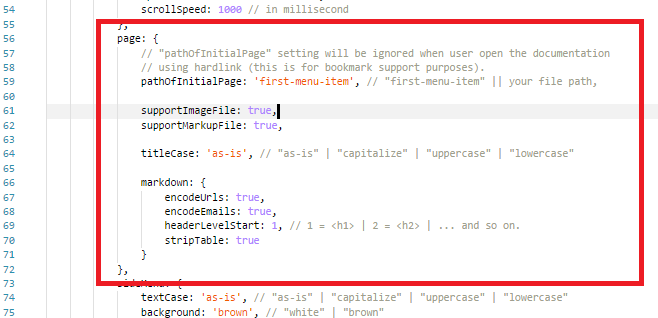 54 scrollSpeed: 1000 // in millisecond
55 },
56 page: {
57 // "pathOfInitialPage" setting will be ignored when user open the documentation
58 // using hardlink (this is for bookmark support purposes).
59 pathOfInitialPage: 'first-menu-item', // "first-menu-item" || your file path,
60
61 supportImageFile: true,
62 supportMarkupFile: true,
63
64 titleCase: 'as-is', // "as-is" | "capitalize" | "uppercase" | "lowercase"
65
66 markdown: {
67 encodeUrls: true,
68 encodeEmails: true,
69 headerLevelStart: 1, // 1 = <h1> | 2 = <h2> | ... and so on.
70 stripTable: true
71 }
72 },
73 sideMenu: {
74 textCase: 'as-is', // "as-is" | "capitalize" | "uppercase" | "lowercase"
75 background: 'brown', // "white" | "brown"